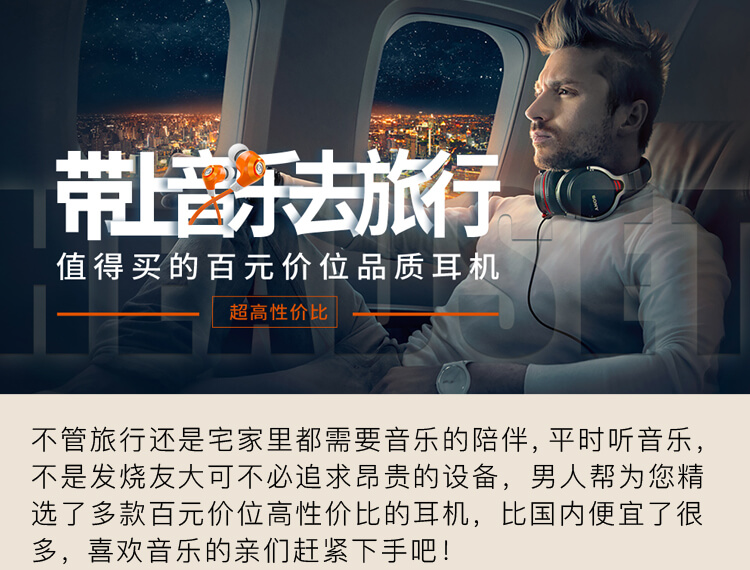 带上音乐去旅行
值得买的百元价位品质耳机
超高性价比
HEADSET
SONY
不管旅行还是宅家里都需要音乐的陪伴, 平时听音乐,
不是发烧友大可不必追求昂贵的设备，男人帮为您精
选了多款百元价位高性价比的耳机，比国内便宜了很
多，喜欢音乐的亲们赶紧下手吧！